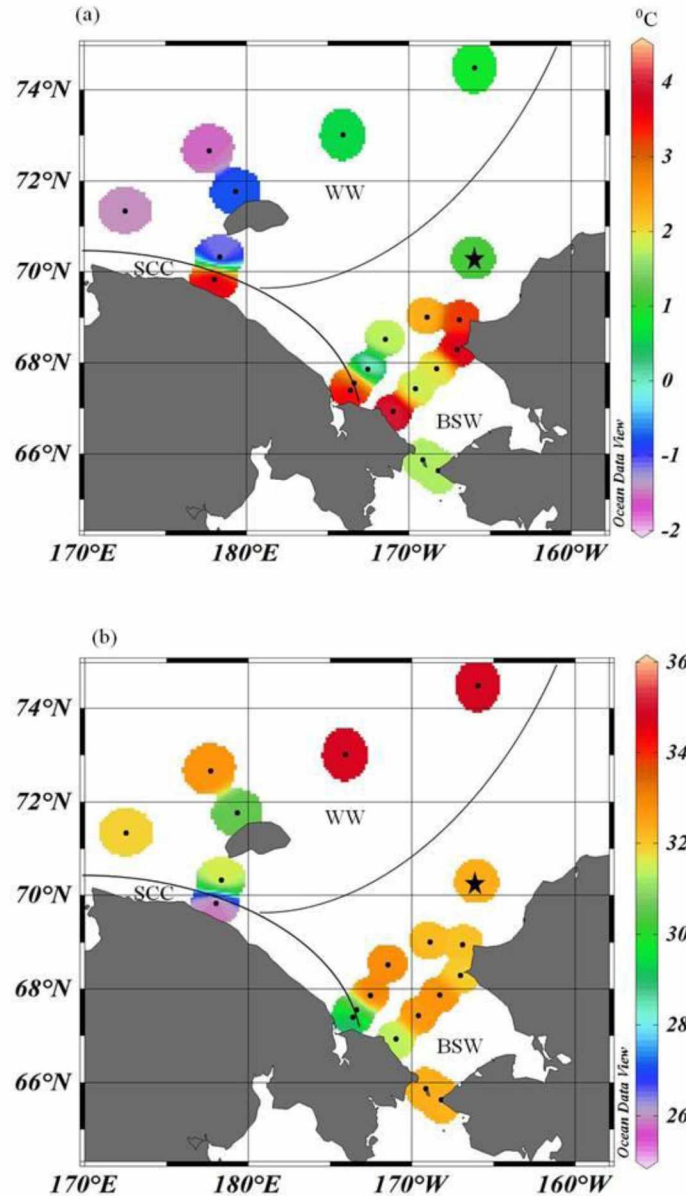 (a)
°C
74°N
72°N
70°N
68°N
66°N
WW
SCC
BSW
4
3
2
1
0
-1
-2
Ocean Data View
170°E
180°E
170°W
160°W
(b)
74°N
72°N
70°N
68°N
66°N
WW
SCC
BSW
36
34
32
30
28
26
Ocean Data View
170°E
180°E
170°W
160°W